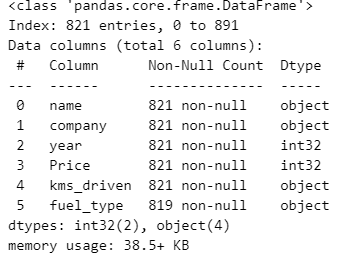 <class 'pandas.core.frame.DataFrame'>
Index: 821 entries, 0 to 891
Data columns (total 6 columns):
 #   Column      Non-Null Count  Dtype
---  ------      --------------  -----
 0   name        821 non-null    object
 1   company     821 non-null    object
 2   year        821 non-null    int32
 3   Price       821 non-null    int32
 4   kms_driven  821 non-null    object
 5   fuel_type   819 non-null    object
dtypes: int32(2), object(4)
memory usage: 38.5+ KB